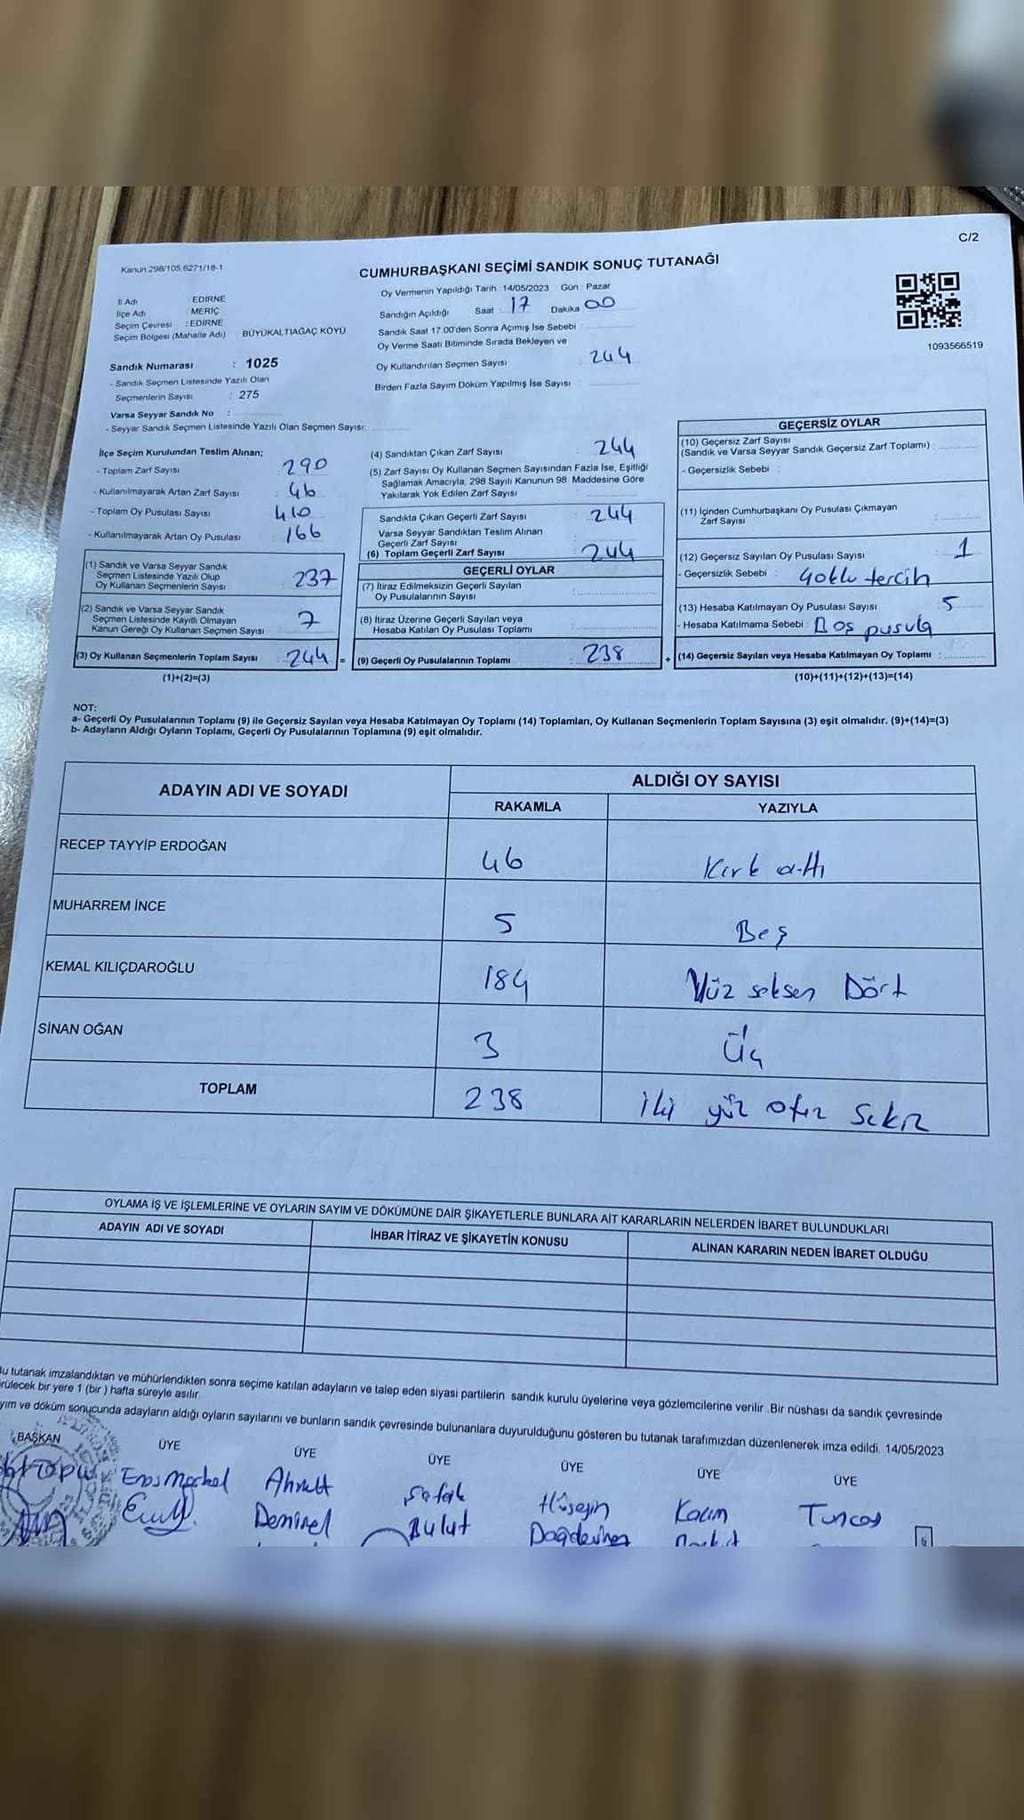 C/2
Kanun 298/105,6271/16-1
CUMHURBAŞKANI SEÇİMİ SANDIK SONUÇ TUTANAĞI
Oy Vermenin Yapıldığı Tarih : 14/05/2023 Gün : Pazar
İl Adı : EDİRNE
İlçe Adı : MERİÇ
Seçim Çevresi : EDİRNE
Seçim Bölgesi (Mahalle Adı) : BÜYÜKALTIAĞAÇ KÖYÜ
Sandığın Açıldığı Saat 17 Dakika 00
Sandık Saat 17.00'den Sonra Açımış İse Sebebi
Oy Verme Saati Bitiminde Sırada Bekleyen ve
Oy Kullandırılan Seçmen Sayısı : 244
Birden Fazla Sayım Döküm Yapılmış İse Sayısı :
1093566519
Sandık Numarası : 1025
- Sandık Seçmen Listesinde Yazılı Olan
Seçmenlerin Sayısı : 275
Varsa Seyyar Sandık No :
- Seyyar Sandık Seçmen Listesinde Yazılı Olan Seçmen Sayısı:
İlçe Seçim Kurulundan Teslim Alınan;
- Toplam Zarf Sayısı : 290
- Kullanılmayarak Artan Zarf Sayısı : 46
- Toplam Oy Pusulası Sayısı : 410
- Kullanılmayarak Artan Oy Pusulası : 166
(1) Sandık ve Varsa Seyyar Sandık
Seçmen Listesinde Yazılı Olup
Oy Kullanan Seçmenlerin Sayısı : 237
(2) Sandık ve Varsa Seyyar Sandık
Seçmen Listesinde Kayıtlı Olmayan
Kanun Gereği Oy Kullanan Seçmen Sayısı : 7
(3) Oy Kullanan Seçmenlerin Toplam Sayısı : 244 =
(1)+(2)=(3)
(4) Sandıktan Çıkan Zarf Sayısı : 244
(5) Zarf Sayısı Oy Kullanan Seçmen Sayısından Fazla İse, Eşitliği
Sağlamak Amacıyla, 298 Sayılı Kanunun 98. Maddesine Göre
Yakılarak Yok Edilen Zarf Sayısı :
Sandıkta Çıkan Geçerli Zarf Sayısı : 244
Varsa Seyyar Sandıktan Teslim Alınan
Geçerli Zarf Sayısı :
(6) Toplam Geçerli Zarf Sayısı : 244
GEÇERLİ OYLAR
(7) İtiraz Edilmeksizin Geçerli Sayılan
Oy Pusulalarının Sayısı :
(8) İtiraz Üzerine Geçerli Sayılan veya
Hesaba Katılan Oy Pusulası Toplamı :
(9) Geçerli Oy Pusulalarının Toplamı : 238 +
GEÇERSİZ OYLAR
(10) Geçersiz Zarf Sayısı
(Sandık ve Varsa Seyyar Sandık Geçersiz Zarf Toplamı) :
- Geçersizlik Sebebi :
(11) İçinden Cumhurbaşkanı Oy Pusulası Çıkmayan
Zarf Sayısı :
(12) Geçersiz Sayılan Oy Pusulası Sayısı : 1
- Geçersizlik Sebebi : Çoklu tercih
(13) Hesaba Katılmayan Oy Pusulası Sayısı : 5
- Hesaba Katılmama Sebebi : Boş pusula
(14) Geçersiz Sayılan veya Hesaba Katılmayan Oy Toplamı :
(10)+(11)+(12)+(13)=(14)
NOT:
a- Geçerli Oy Pusulalarının Toplamı (9) ile Geçersiz Sayılan veya Hesaba Katılmayan Oy Toplamı (14) Toplamları, Oy Kullanan Seçmenlerin Toplam Sayısına (3) eşit olmalıdır. (9)+(14)=(3)
b- Adayların Aldığı Oyların Toplamı, Geçerli Oy Pusulalarının Toplamına (9) eşit olmalıdır.
ADAYIN ADI VE SOYADI ALDIĞI OY SAYISI
RAKAMLA YAZIYLA
RECEP TAYYİP ERDOĞAN 46 Kırk altı
MUHARREM İNCE 5 Beş
KEMAL KILIÇDAROĞLU 184 Yüz seksen Dört
SİNAN OĞAN 3 Üç
TOPLAM 238 iki yüz otuz sekiz
OYLAMA İŞ VE İŞLEMLERİNE VE OYLARIN SAYIM VE DÖKÜMÜNE DAİR ŞİKAYETLERLE BUNLARA AİT KARARLARIN NELERDEN İBARET BULUNDUKLARI
ADAYIN ADI VE SOYADI İHBAR İTİRAZ VE ŞİKAYETİN KONUSU ALINAN KARARIN NEDEN İBARET OLDUĞU
Bu tutanak imzalandıktan ve mühürlendikten sonra seçime katılan adayların ve talep eden siyasi partilerin sandık kurulu üyelerine veya gözlemcilerine verilir .Bir nüshası da sandık çevresinde
rülecek bir yere 1 (bir ) hafta süreyle asılır.
yım ve döküm sonucunda adayların aldığı oyların sayılarını ve bunların sandık çevresinde bulunanlara duyurulduğunu gösteren bu tutanak tarafımızdan düzenlenerek imza edildi. 14/05/2023
BAŞKAN ÜYE ÜYE ÜYE ÜYE ÜYE ÜYE
Ahmet Demirel
Şafak Bulut
Hüseyin
Tuncay